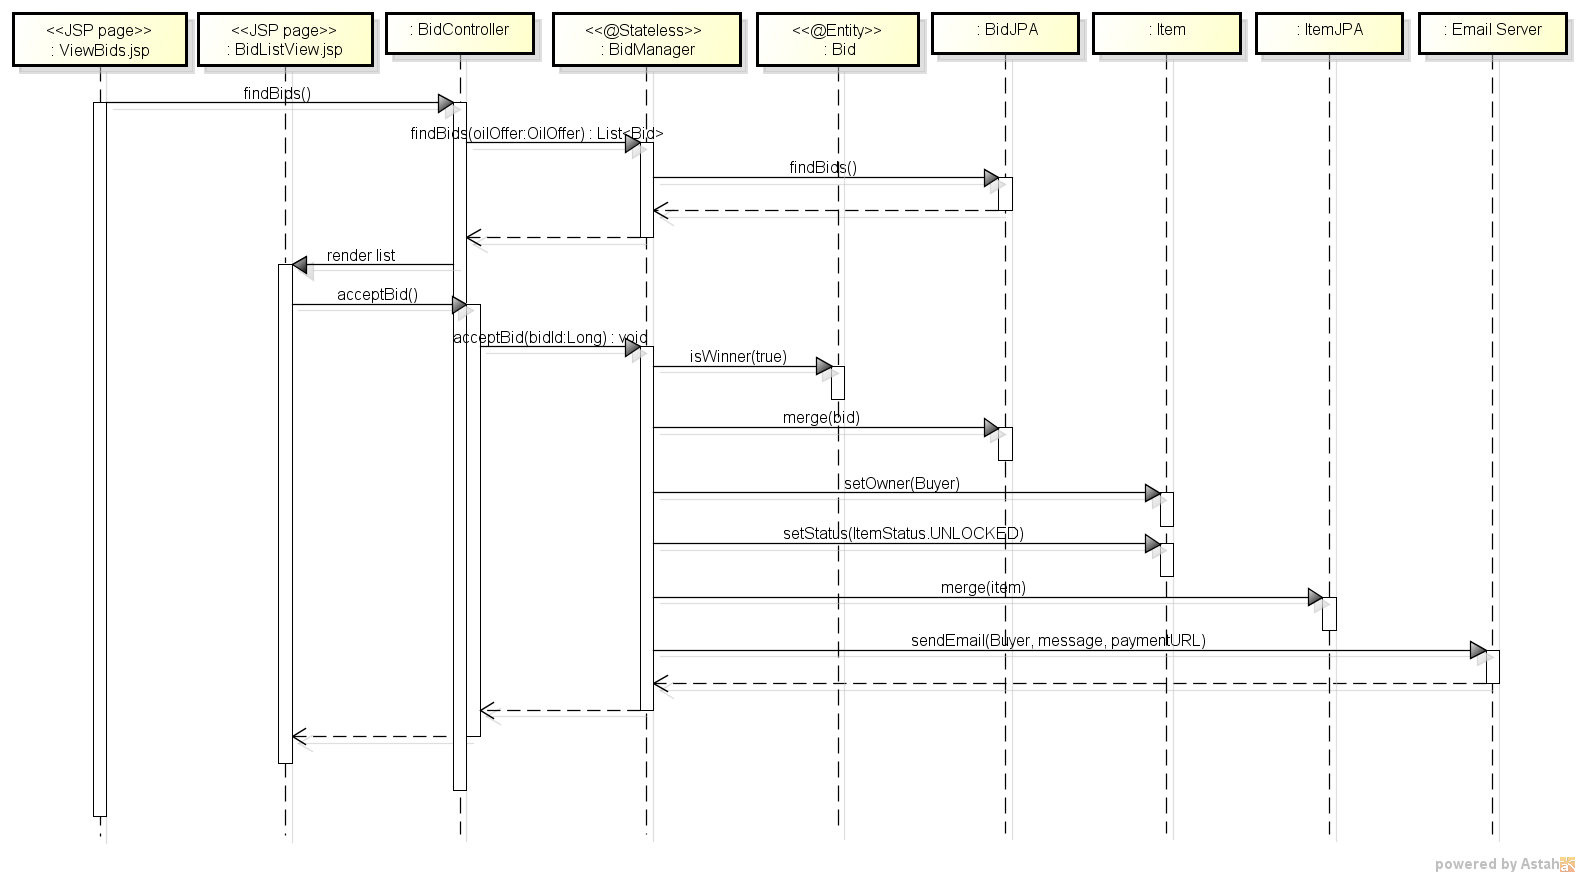 <<JSP page>>
: ViewBids.jsp
<<JSP page>>
: BidListView.jsp
: BidController
<<@Stateless>>
: BidManager
<<@Entity>>
: Bid
: BidJPA
: Item
: ItemJPA
: Email Server
findBids()
findBids(oilOffer:OilOffer) : List<Bid>
findBids()
render list
acceptBid()
acceptBid(bidId:Long) : void
isWinner(true)
merge(bid)
setOwner(Buyer)
setStatus(ItemStatus.UNLOCKED)
merge(item)
sendEmail(Buyer, message, paymentURL)
powered by Astah